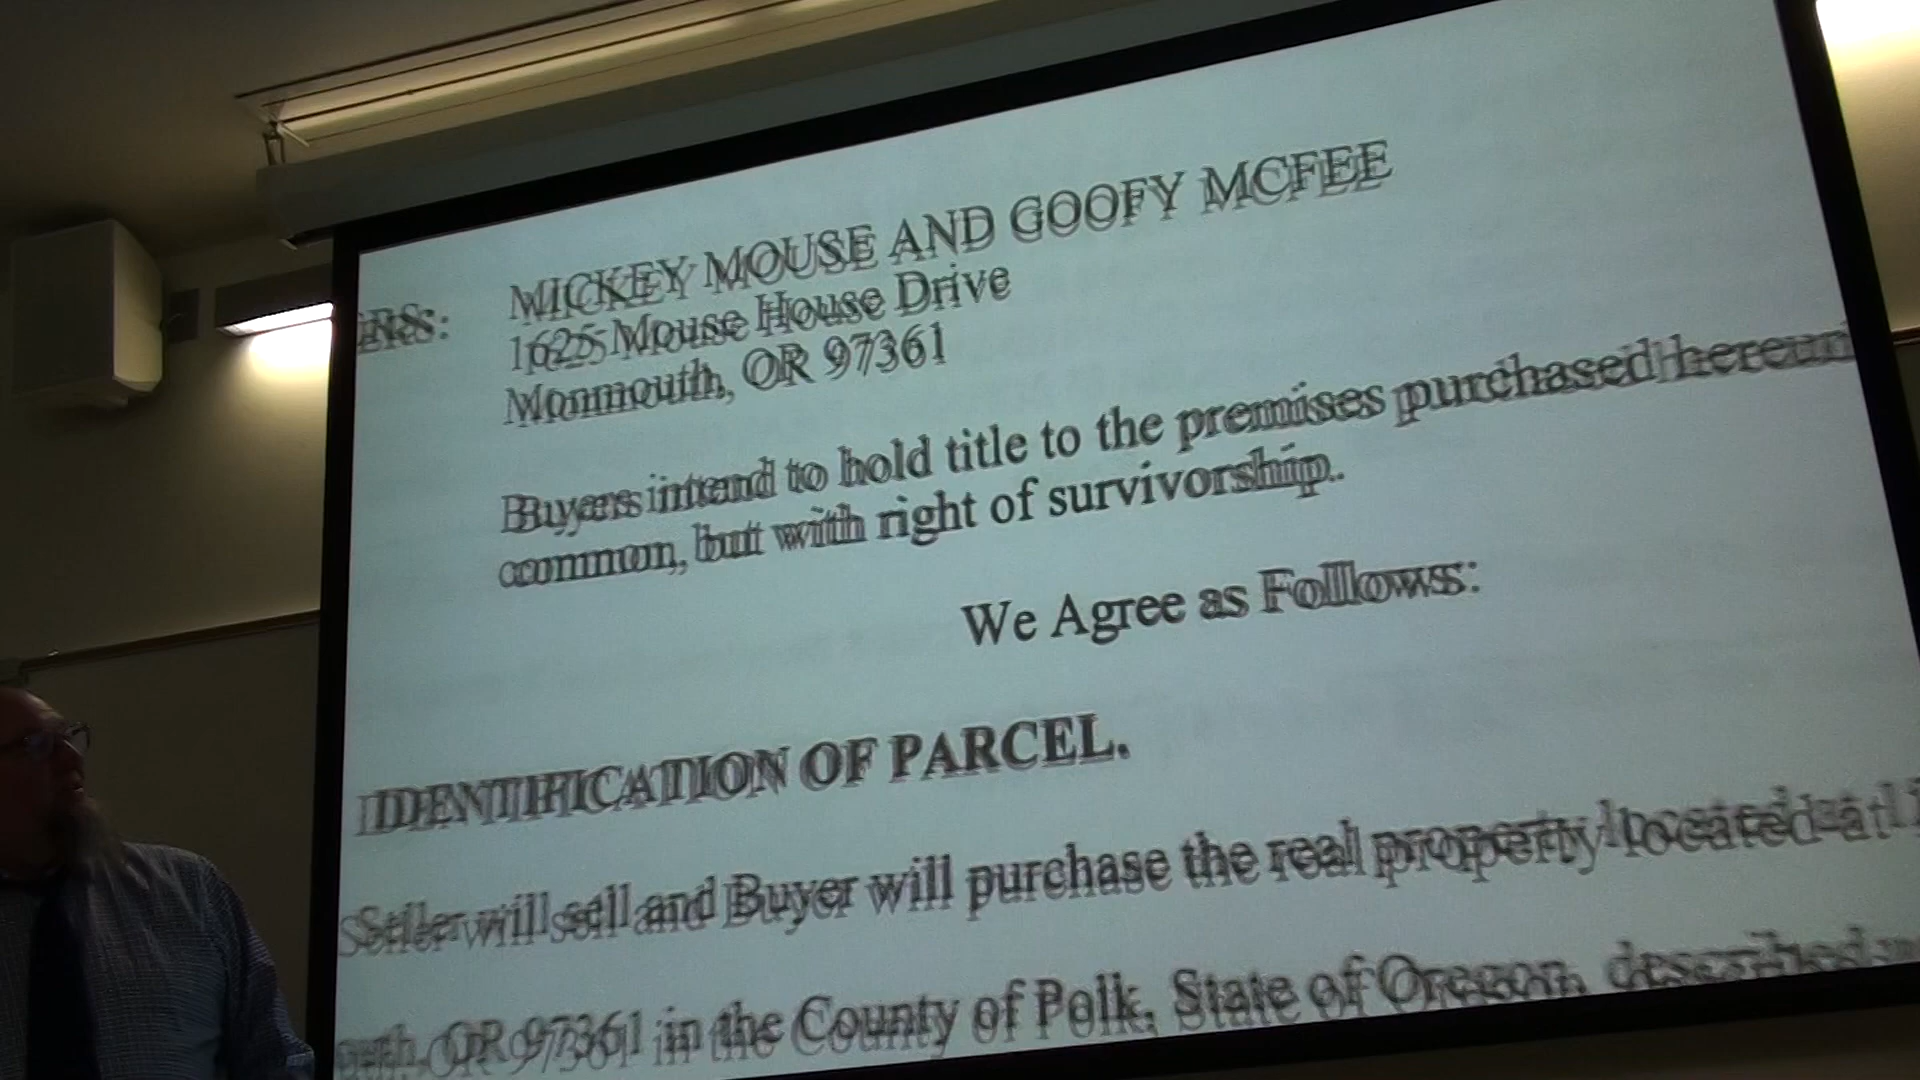 MICKEY MOUSE AND GOOFY MCFEE
1625 Mouse House Drive
Monmouth, OR 97361
Buyers intend to hold title to the premises purchased
common, but with right of survivorship.
We Agree as Follows:
IDENTIFICATION OF PARCEL.
Seller will sell and Buyer will purchase the real property located at
OR 97361 in the County of Polk, State of Oregon, described